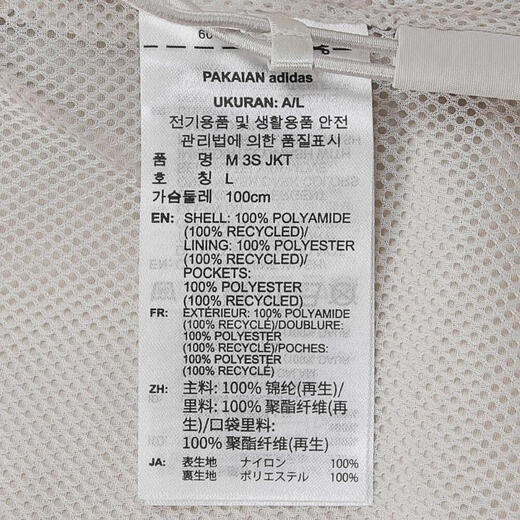 60
PAKAIAN adidas
UKURAN: A/L
전기용품 및 생활용품 안전
관리법에 의한 품질표시
품 명 M 3S JKT
호 칭 L
가슴둘레 100cm
EN: SHELL: 100% POLYAMIDE
(100% RECYCLED)/
LINING: 100% POLYESTER
(100% RECYCLED)/
POCKETS:
100% POLYESTER
(100% RECYCLED)
FR: EXTÉRIEUR: 100% POLYAMIDE
(100% RECYCLÉ)/DOUBLURE:
100% POLYESTER
(100% RECYCLÉ)/POCHES:
100% POLYESTER
(100% RECYCLÉ)
ZH: 主料: 100% 锦纶(再生)/
里料: 100% 聚酯纤维(再
生)/口袋里料:
100% 聚酯纤维(再生)
JA: 表生地 ナイロン 100%
裏生地 ポリエステル 100%